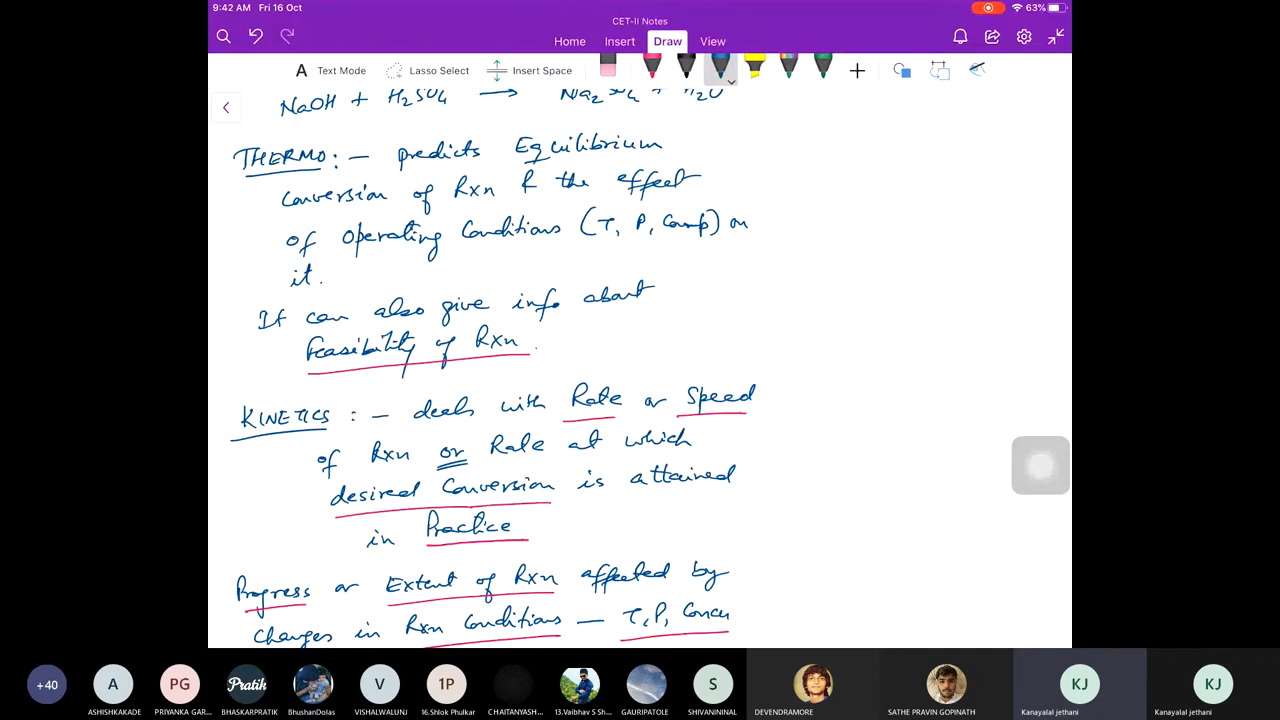 9:42 AM Fri 16 Oct
63%
CET-II Notes
Home Insert Draw View
A Text Mode Lasso Select Insert Space
NaOH + H2SO4 → Na2SO4 + H2O
THERMO: - predicts Equilibrium
conversion of Rxn & the effect
of operating Conditions (T, P, Comp) on
it.
It can also give info about
Feasibility of Rxn.
KINETICS : - deals with Rate or Speed
of Rxn or Rate at which
desired Conversion is attained
in Practice
Progress or Extent of Rxn affected by
changes in Rxn Conditions — T, P, Concn
+40 A PG Pratik V 1P S KJ KJ
ASHISHKAKADE PRIYANKA GAR... BHASKARPRATIK BhushanDolas VISHALWALUNJ 16.Shlok Phulkar CHAITANYASH... 13.Vaibhav S Sh... GAURIPATOLE SHIVANININAL DEVENDRAMORE SATHE PRAVIN GOPINATH Kanayalal jethani Kanayalal jethani